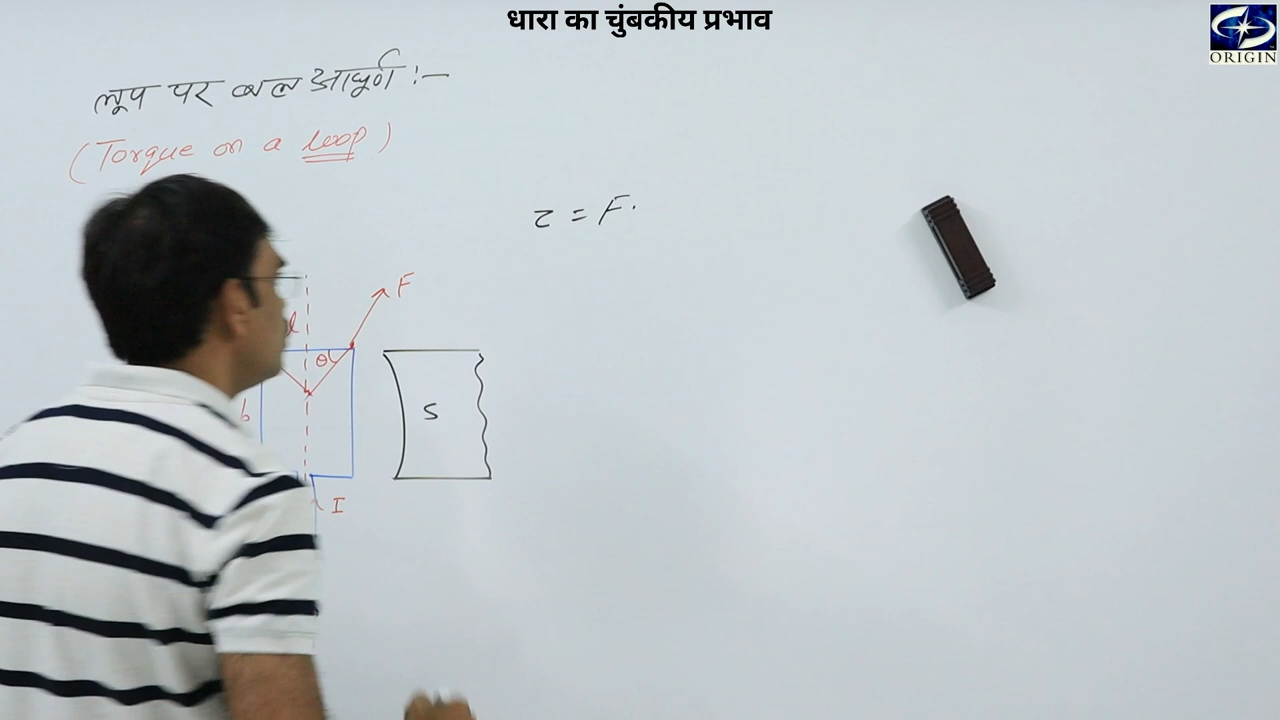 धारा का चुंबकीय प्रभाव
ORIGIN
लूप पर बल आघूर्ण :-
(Torque on a loop)
τ = F.
F
l
θ
b
S
I